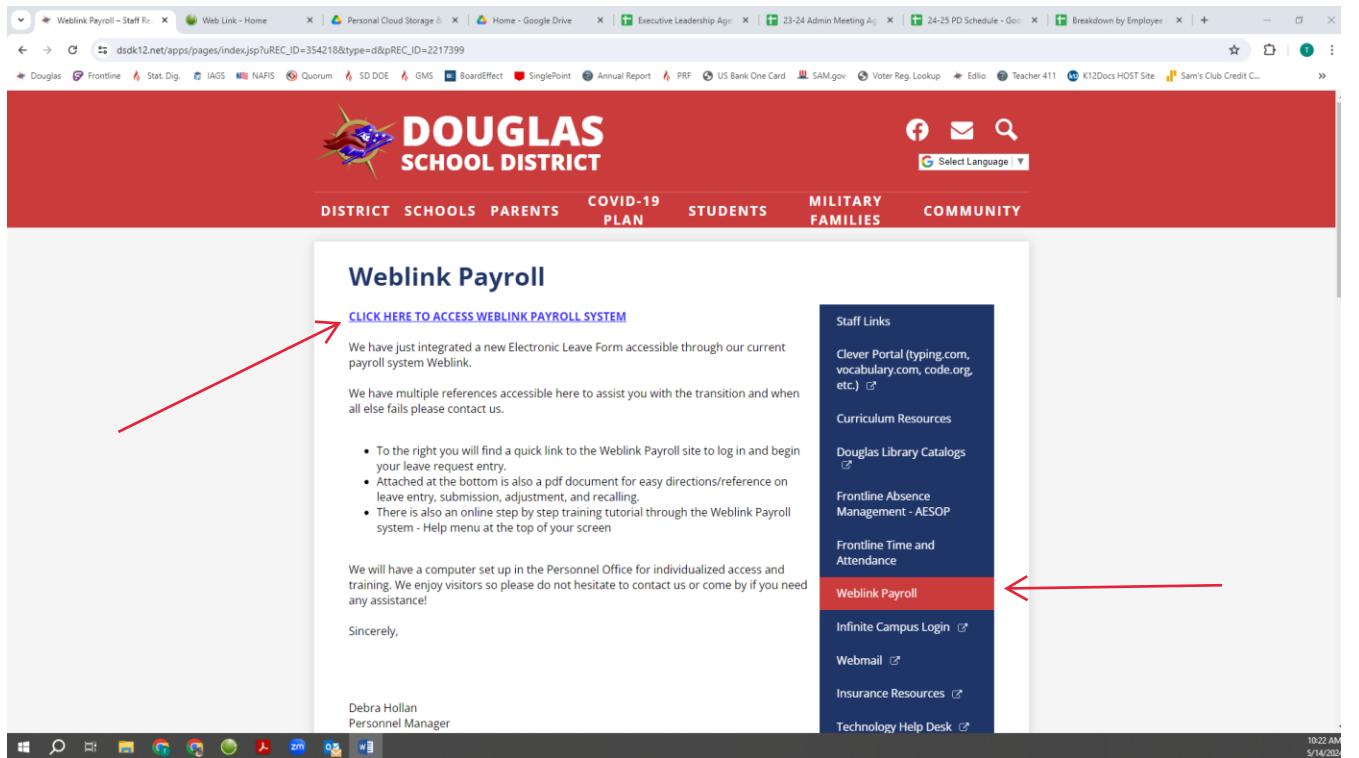 Weblink Payroll – Staff Re
Web Link - Home
Personal Cloud Storage &
Home - Google Drive
Executive Leadership Age
23-24 Admin Meeting Ag
24-25 PD Schedule - Goo
Breakdown by Employee
dsdk12.net/apps/pages/index.jsp?uREC_ID=354218&type=d&pREC_ID=2217399
Douglas
Frontline
Stat. Dig.
IAGS
NAFIS
Quorum
SD DOE
GMS
BoardEffect
SinglePoint
Annual Report
PRF
US Bank One Card
SAM.gov
Voter Reg. Lookup
Edlio
Teacher 411
K12Docs HOST Site
Sam's Club Credit C...
DOUGLAS
SCHOOL DISTRICT
Select Language
DISTRICT
SCHOOLS
PARENTS
COVID-19
PLAN
STUDENTS
MILITARY
FAMILIES
COMMUNITY
Weblink Payroll
CLICK HERE TO ACCESS WEBLINK PAYROLL SYSTEM
We have just integrated a new Electronic Leave Form accessible through our current
payroll system Weblink.
We have multiple references accessible here to assist you with the transition and when
all else fails please contact us.
To the right you will find a quick link to the Weblink Payroll site to log in and begin
your leave request entry.
Attached at the bottom is also a pdf document for easy directions/reference on
leave entry, submission, adjustment, and recalling.
There is also an online step by step training tutorial through the Weblink Payroll
system - Help menu at the top of your screen
We will have a computer set up in the Personnel Office for individualized access and
training. We enjoy visitors so please do not hesitate to contact us or come by if you need
any assistance!
Sincerely,
Debra Hollan
Personnel Manager
Staff Links
Clever Portal (typing.com,
vocabulary.com, code.org,
etc.)
Curriculum Resources
Douglas Library Catalogs
Frontline Absence
Management - AESOP
Frontline Time and
Attendance
Weblink Payroll
Infinite Campus Login
Webmail
Insurance Resources
Technology Help Desk
zm
10:22 AM
5/14/2024